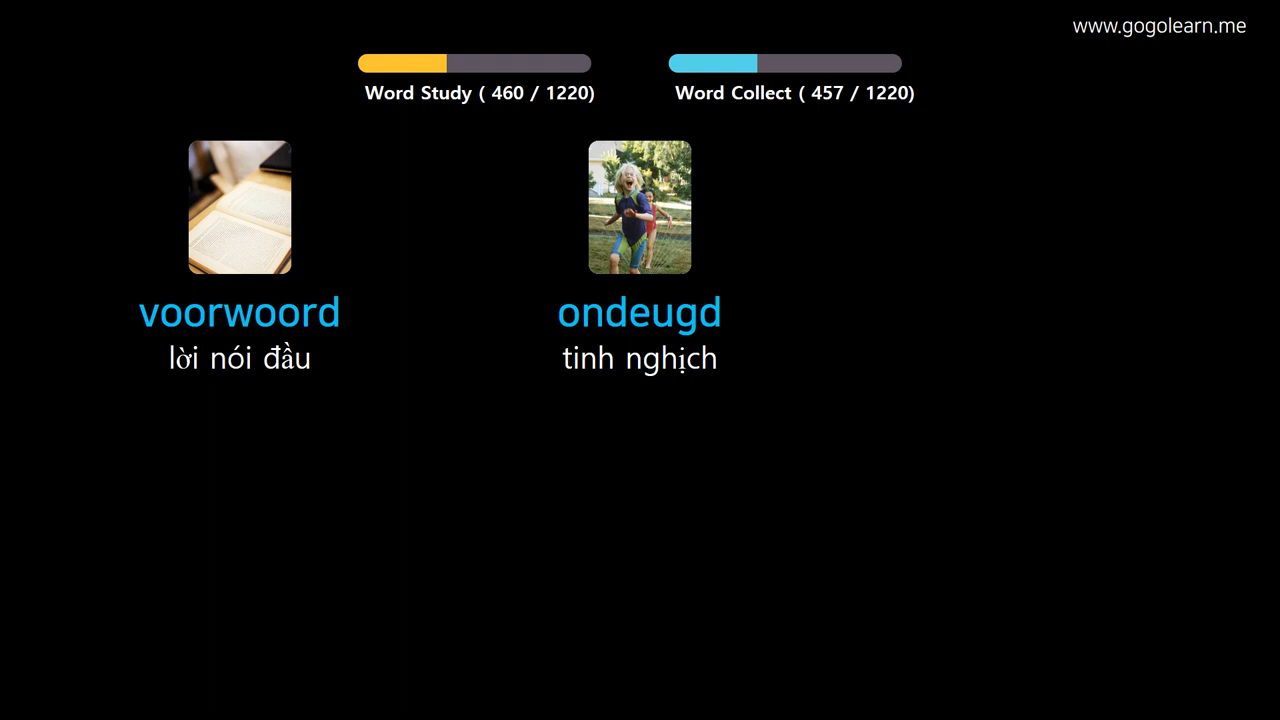 www.gogolearn.me
Word Study ( 460 / 1220)
Word Collect ( 457 / 1220)
voorwoord
lời nói đầu
ondeugd
tinh nghịch